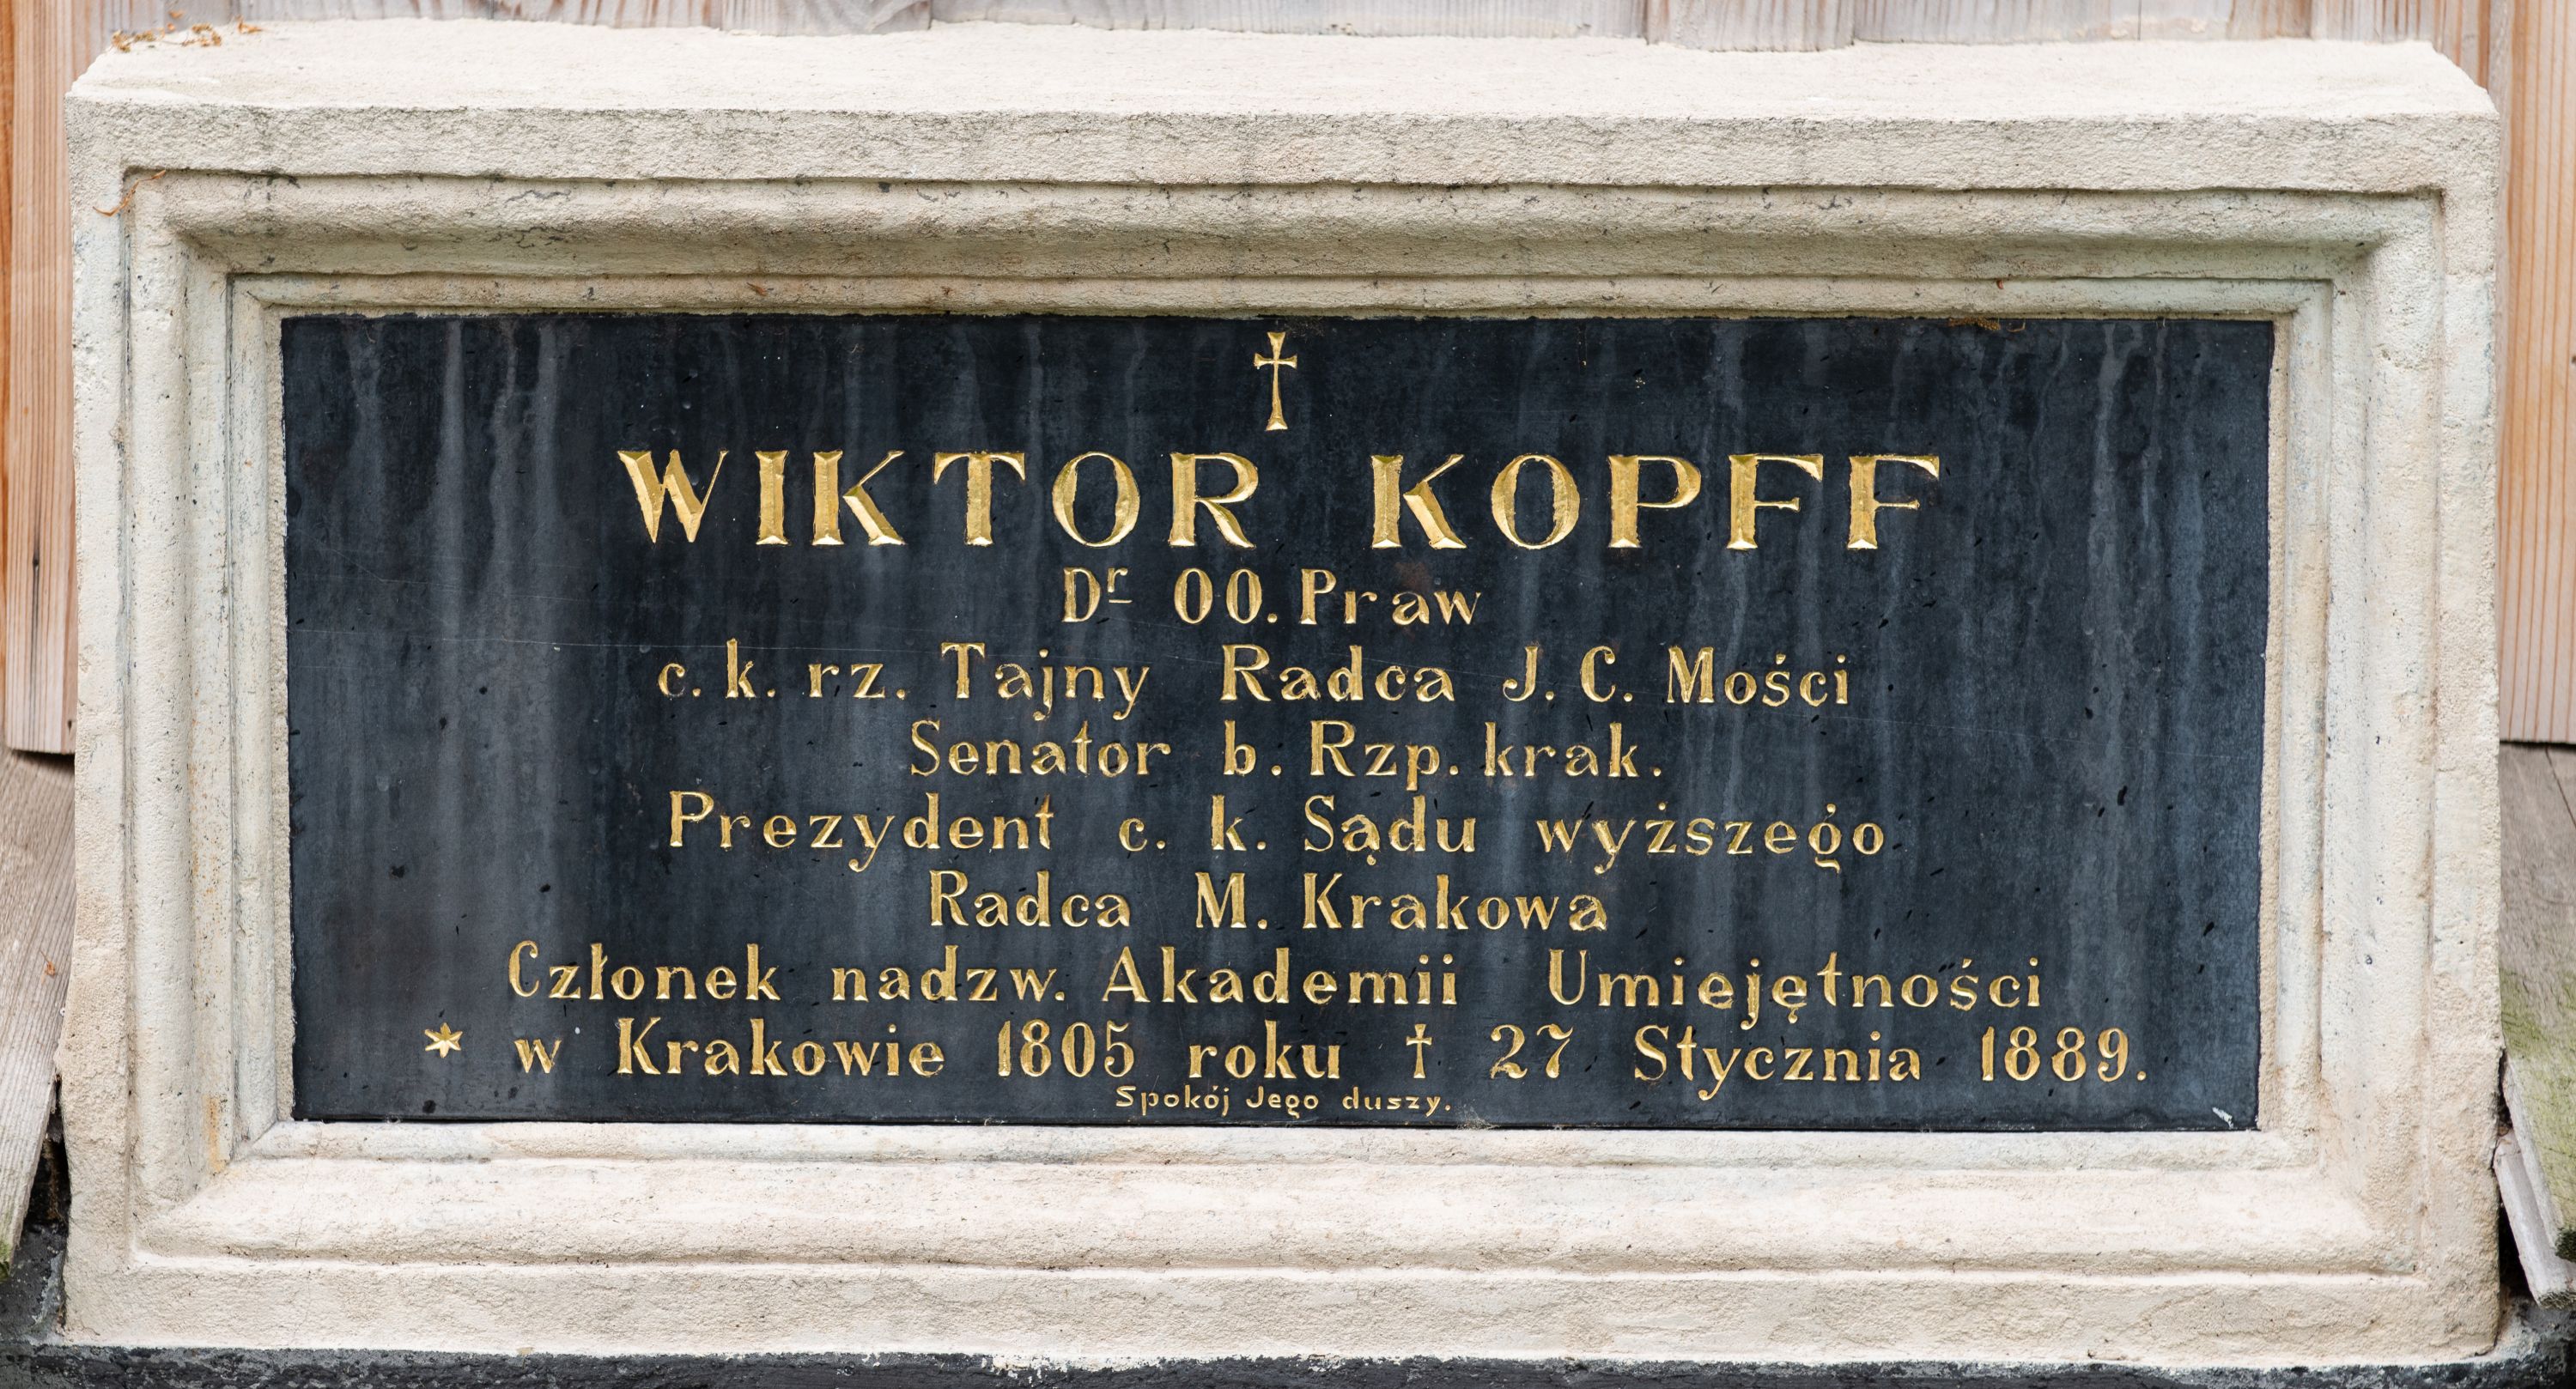 †
WIKTOR KOPFF
Dr OO. Praw
c. k. rz. Tajny Radca J. C. Mości
Senator b. Rzp. krak.
Prezydent c. k. Sądu wyższego
Radca M. Krakowa
Członek nadzw. Akademii Umiejętności
* w Krakowie 1805 roku † 27 Stycznia 1889.
Spokój Jego duszy.